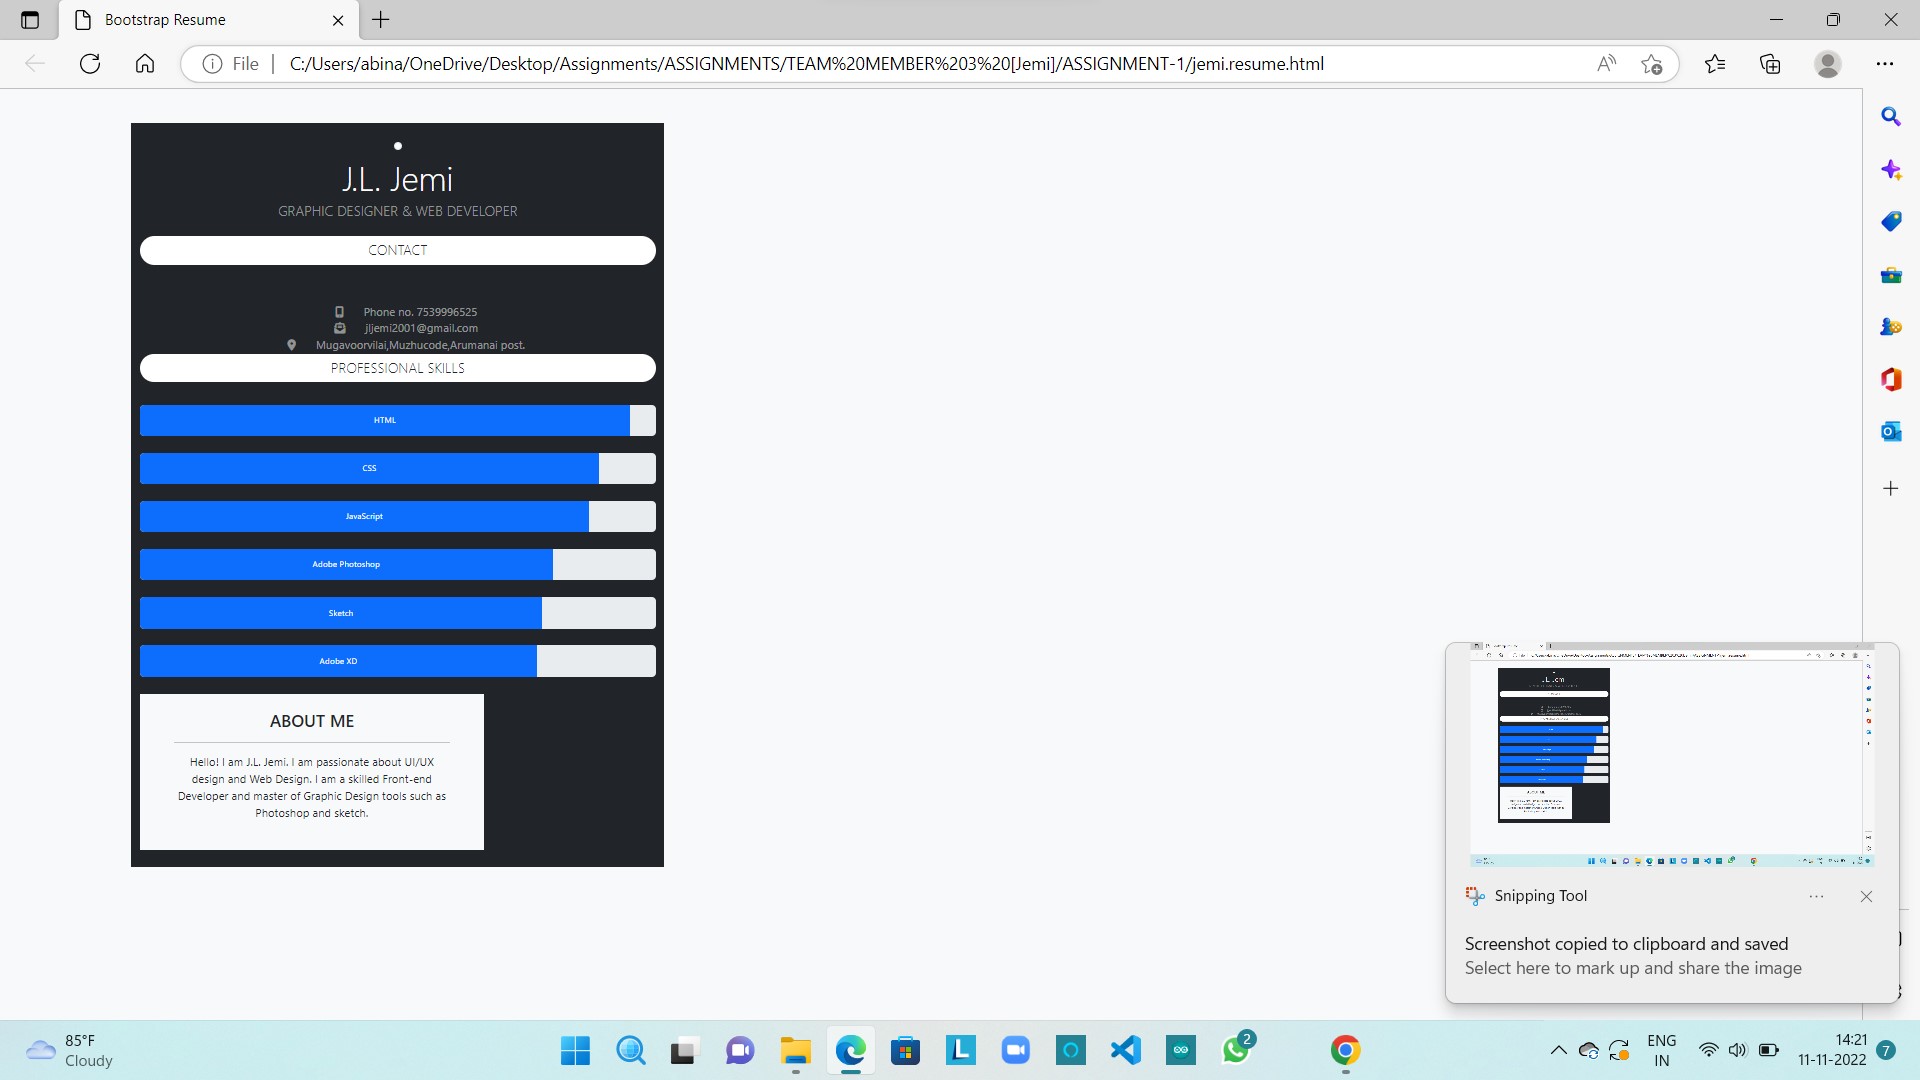 Bootstrap Resume
File
C:/Users/abina/OneDrive/Desktop/Assignments/ASSIGNMENTS/TEAM%20MEMBER%203%20[Jemi]/ASSIGNMENT-1/jemi.resume.html
J.L. Jemi
GRAPHIC DESIGNER & WEB DEVELOPER
CONTACT
Phone no. 7539996525
jljemi2001@gmail.com
Mugavoorvilai,Muzhucode,Arumanai post.
PROFESSIONAL SKILLS
HTML
CSS
JavaScript
Adobe Photoshop
Sketch
Adobe XD
ABOUT ME
Hello! I am J.L. Jemi. I am passionate about UI/UX
design and Web Design. I am a skilled Front-end
Developer and master of Graphic Design tools such as
Photoshop and sketch.
Snipping Tool
Screenshot copied to clipboard and saved
Select here to mark up and share the image
85°F
Cloudy
2
ENG
IN
14:21
11-11-2022
7